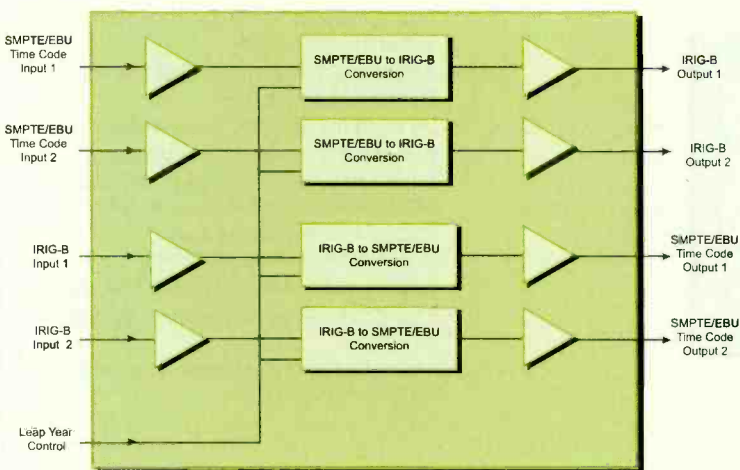 SMPTE/EBU
Time Code
Input 1
SMPTE/EBU to IRIG-B
Conversion
IRIG-B
Output 1
SMPTE/EBU
Time Code
Input 2
SMPTE/EBU to IRIG-B
Conversion
IRIG-B
Output 2
IRIG-B
Input 1
IRIG-B to SMPTE/EBU
Conversion
SMPTE/EBU
Time Code
Output 1
IRIG-B
Input 2
IRIG-B to SMPTE/EBU
Conversion
SMPTE/EBU
Time Code
Output 2
Leap Year
Control